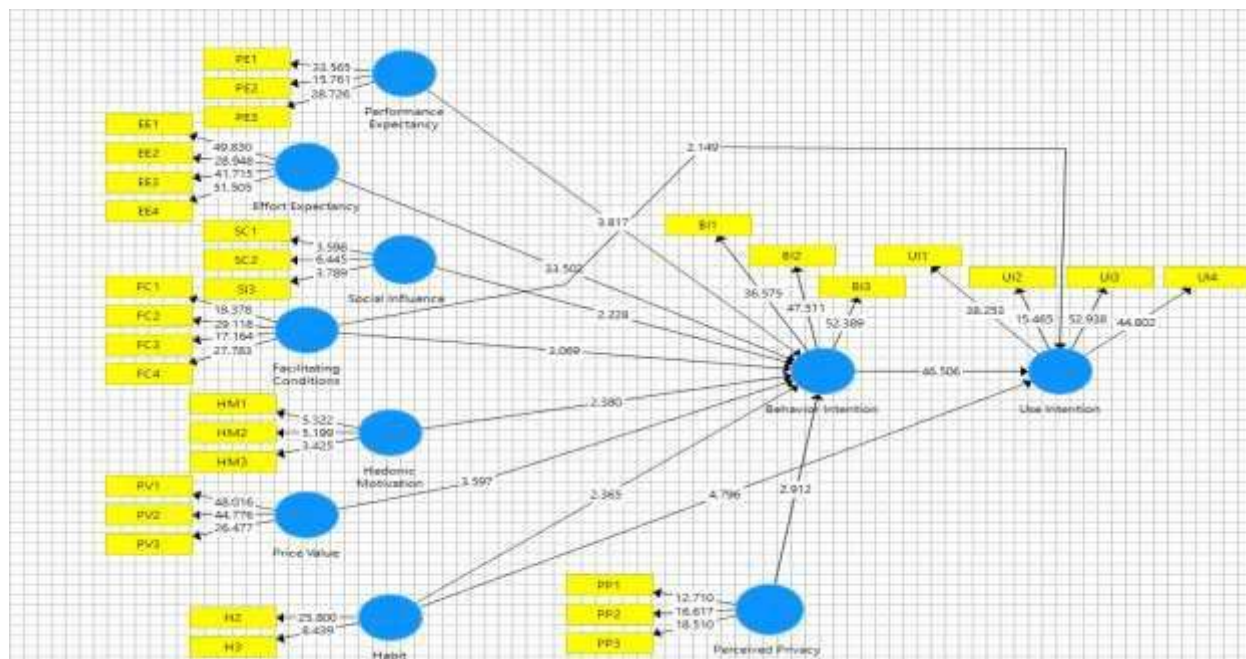 PE1
33.565
15.761
PE2
28.726
PE3
Performance
Expectancy
EE1
49.830
EE2
28.948
EE3
41.715
51.505
EE4
Effort Expectancy
2.149
3.817
33.502
SC1
3.598
SC2
6.445
3.789
SI3
Social Influence
2.228
FC1
18.378
FC2
29.118
FC3
17.164
27.783
FC4
Facilitating
Conditions
BI1
BI2
BI3
36.575
47.511
52.389
UI1
UI2
UI3
UI4
38.253
15.465
52.938
44.802
46.506
Behavior Intention
Use Intention
HM1
5.322
HM2
5.199
3.425
HM3
Hedonic
Motivation
2.380
PV1
48.016
PV2
44.776
26.477
PV3
Price Value
3.597
2.365
4.796
2.912
H2
25.800
8.439
H3
Habit
PP1
12.710
PP2
16.617
18.510
PP3
Perceived Privacy